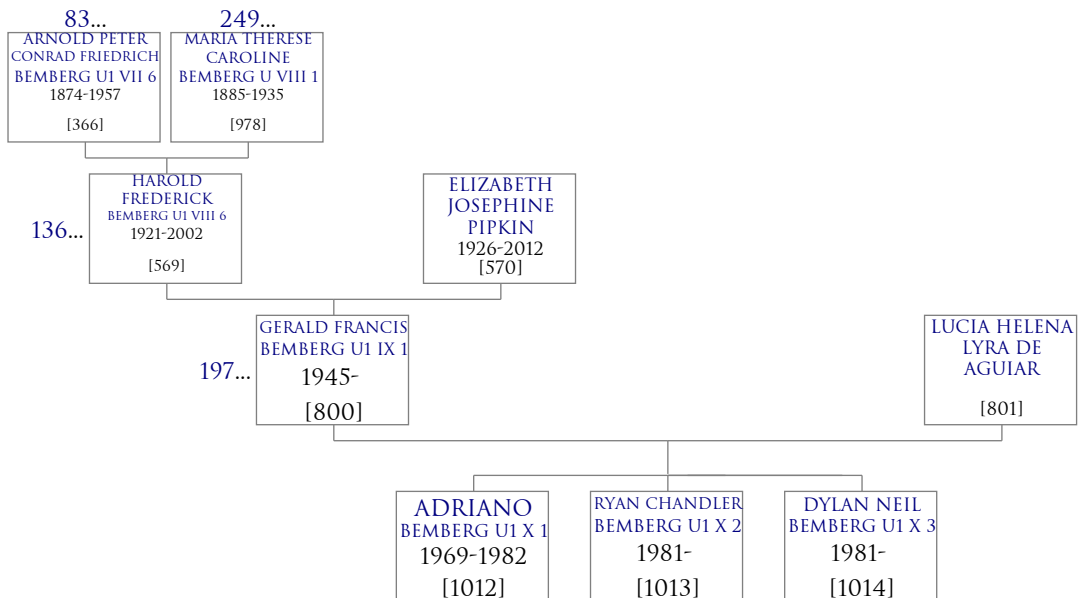 83...
ARNOLD PETER
CONRAD FRIEDRICH
BEMBERG U1 VII 6
1874-1957
[366]
249...
MARIA THERESE
CAROLINE
BEMBERG U VIII 1
1885-1935
[978]
136...
HAROLD
FREDERICK
BEMBERG U1 VIII 6
1921-2002
[569]
ELIZABETH
JOSEPHINE
PIPKIN
1926-2012
[570]
197...
GERALD FRANCIS
BEMBERG U1 IX 1
1945-
[800]
LUCIA HELENA
LYRA DE
AGUIAR
[801]
ADRIANO
BEMBERG U1 X 1
1969-1982
[1012]
RYAN CHANDLER
BEMBERG U1 X 2
1981-
[1013]
DYLAN NEIL
BEMBERG U1 X 3
1981-
[1014]